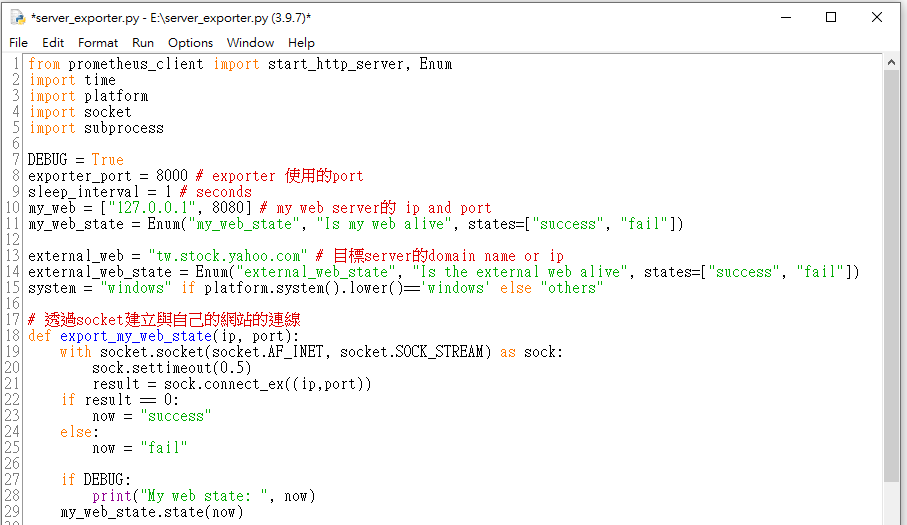 *server_exporter.py - E:\server_exporter.py (3.9.7)*
File Edit Format Run Options Window Help
1 from prometheus_client import start_http_server, Enum
2 import time
3 import platform
4 import socket
5 import subprocess
6
7 DEBUG = True
8 exporter_port = 8000 # exporter 使用的port
9 sleep_interval = 1 # seconds
10 my_web = ["127.0.0.1", 8080] # my web server的 ip and port
11 my_web_state = Enum("my_web_state", "Is my web alive", states=["success", "fail"])
12
13 external_web = "tw.stock.yahoo.com" # 目標server的domain name or ip
14 external_web_state = Enum("external_web_state", "Is the external web alive", states=["success", "fail"])
15 system = "windows" if platform.system().lower()=='windows' else "others"
16
17 # 透過socket建立與自己的網站的連線
18 def export_my_web_state(ip, port):
19     with socket.socket(socket.AF_INET, socket.SOCK_STREAM) as sock:
20         sock.settimeout(0.5)
21         result = sock.connect_ex((ip,port))
22     if result == 0:
23         now = "success"
24     else:
25         now = "fail"
26
27     if DEBUG:
28         print("My web state: ", now)
29     my_web_state.state(now)